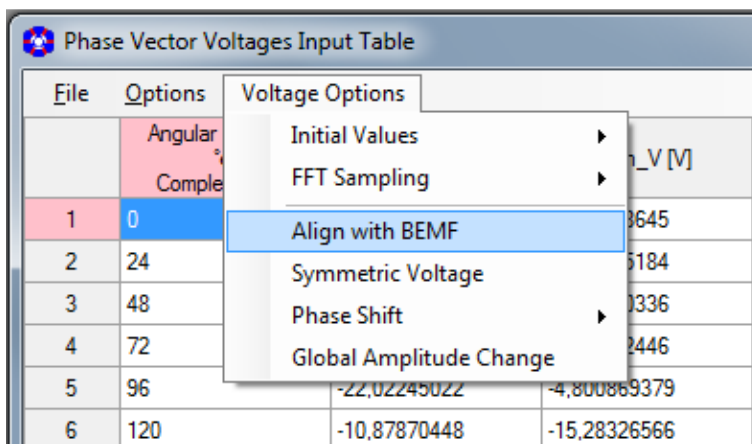 Phase Vector Voltages Input Table
File Options Voltage Options
Angular
Comple
_V [V]
Initial Values
FFT Sampling
Align with BEMF
Symmetric Voltage
Phase Shift
Global Amplitude Change
1 0 3645
2 24 5184
3 48 0336
4 72 2446
5 96 -22,02245022 -4,800869379
6 120 -10,87870448 -15,28326566